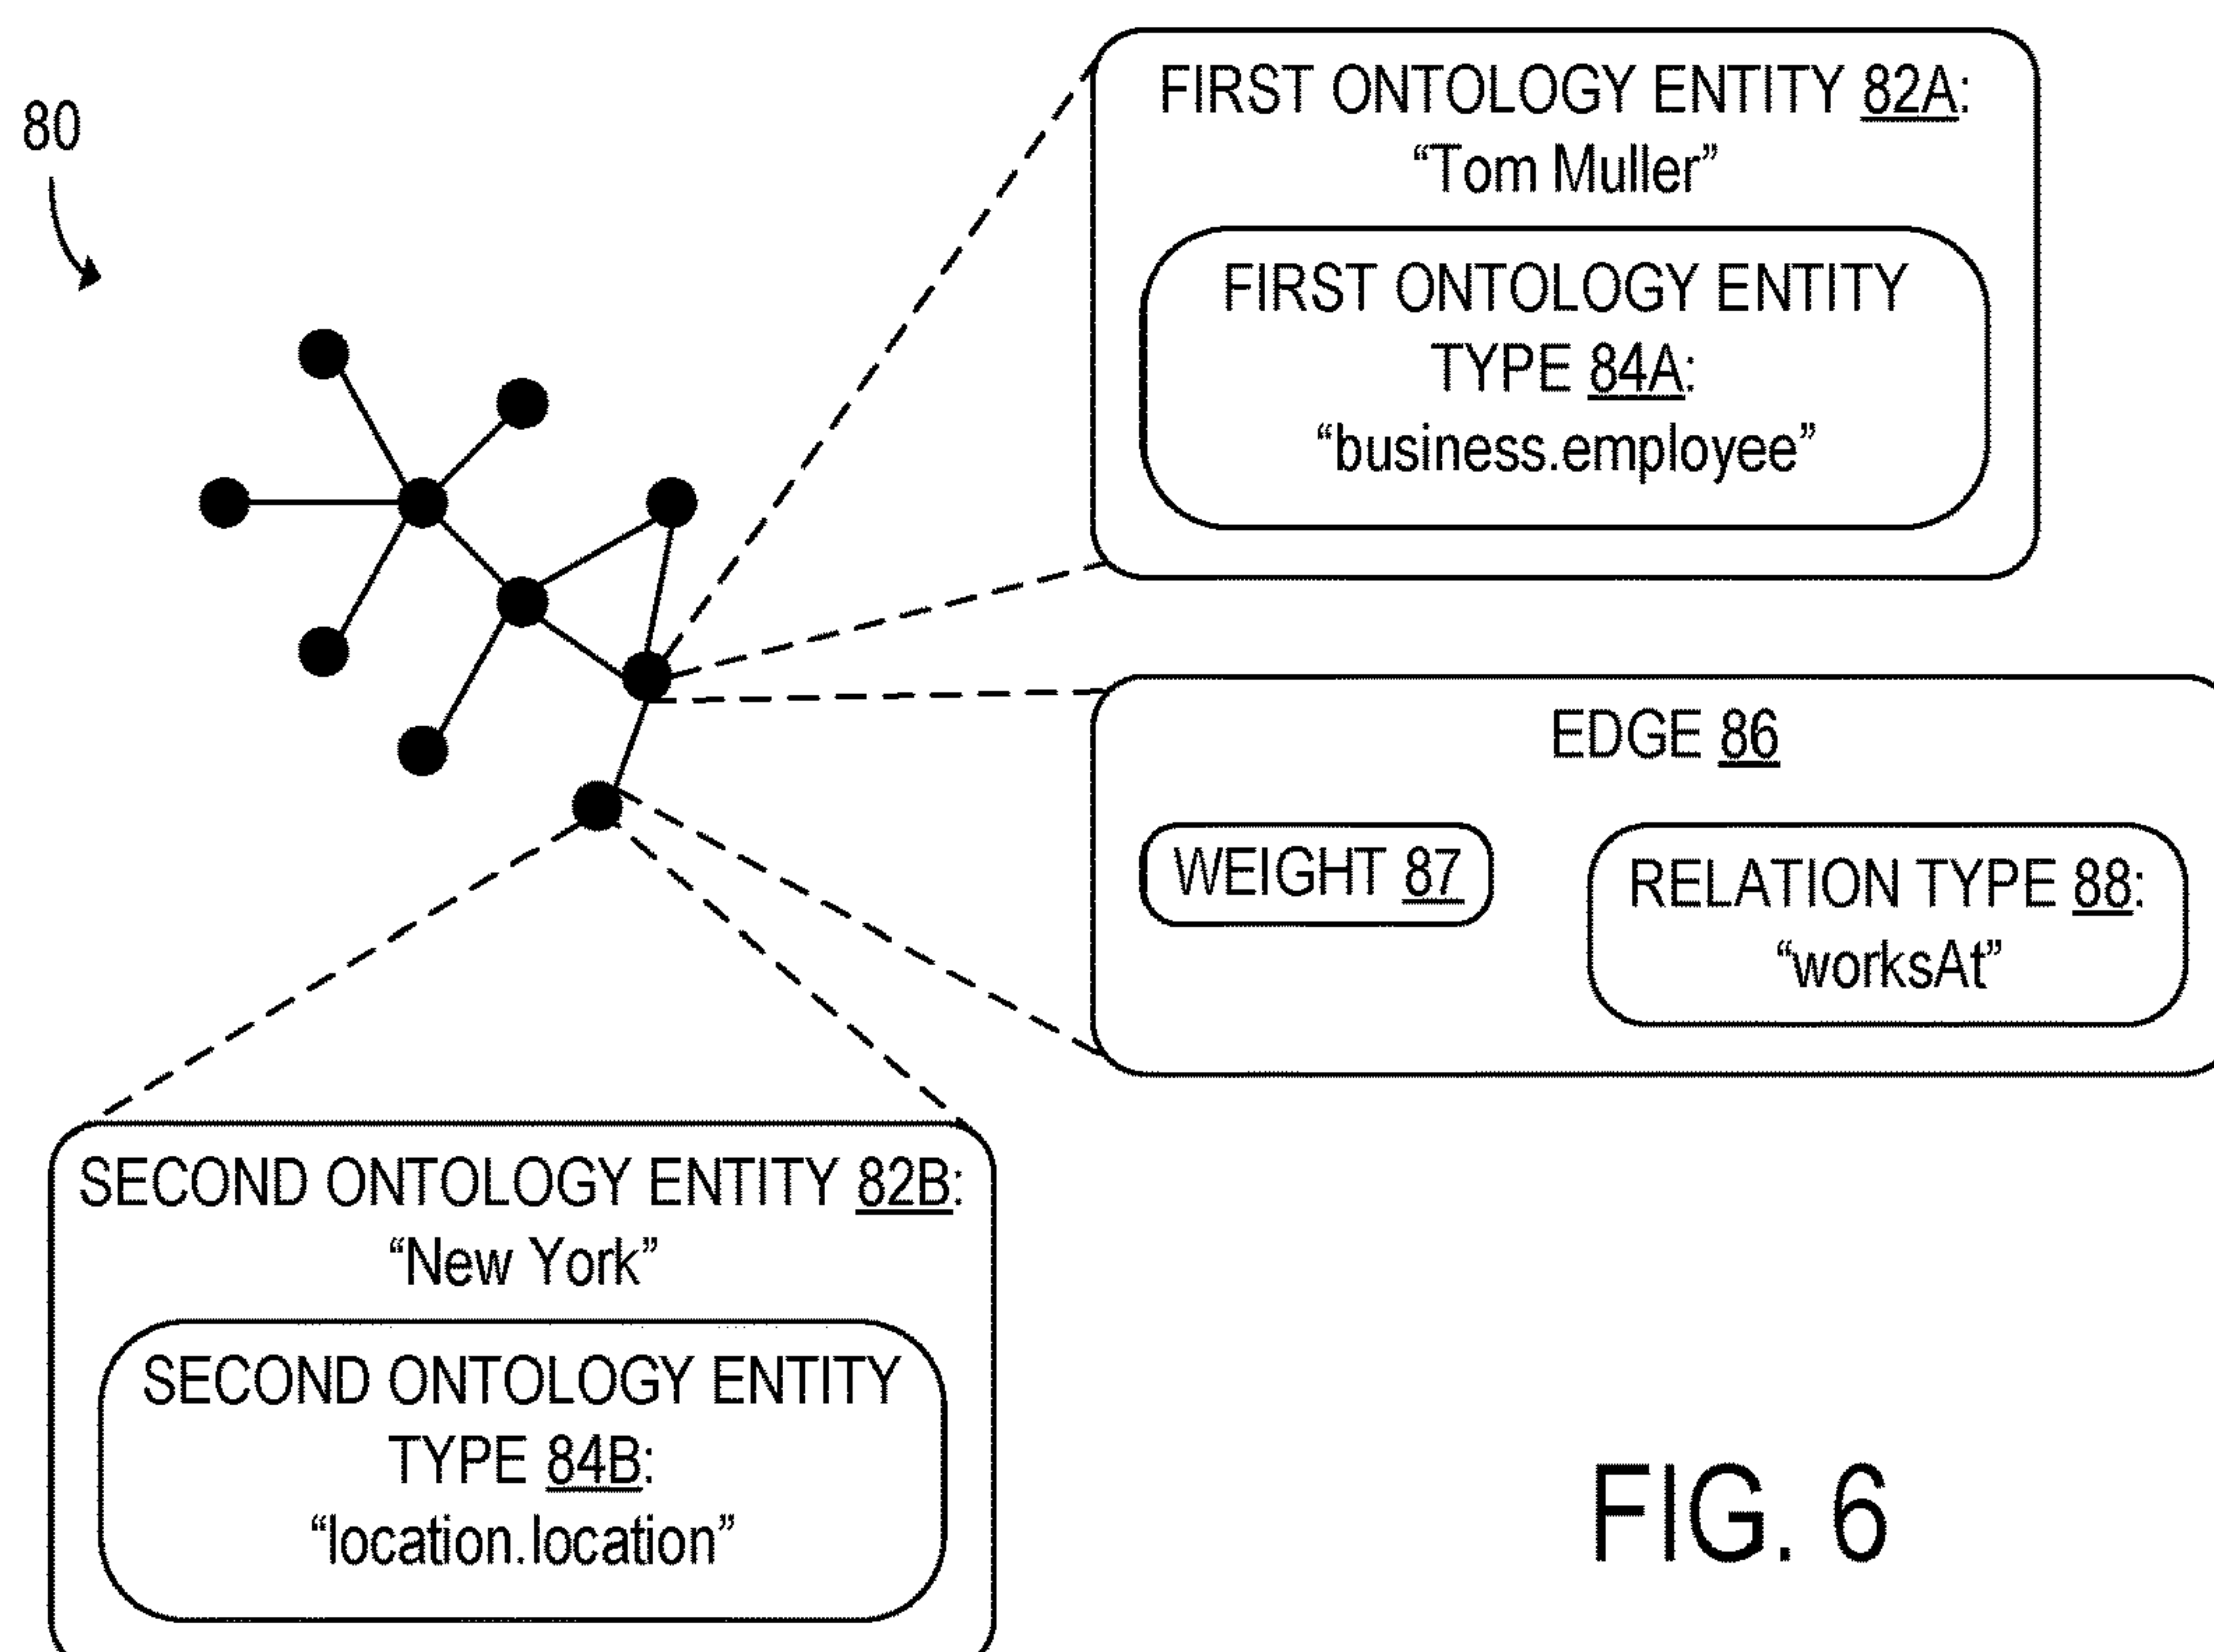 80
FIRST ONTOLOGY ENTITY 82A:
“Tom Muller”
FIRST ONTOLOGY ENTITY
TYPE 84A:
“business.employee”
EDGE 86
WEIGHT 87
RELATION TYPE 88:
“worksAt”
SECOND ONTOLOGY ENTITY 82B:
“New York”
SECOND ONTOLOGY ENTITY
TYPE 84B:
“location.location”
FIG. 6